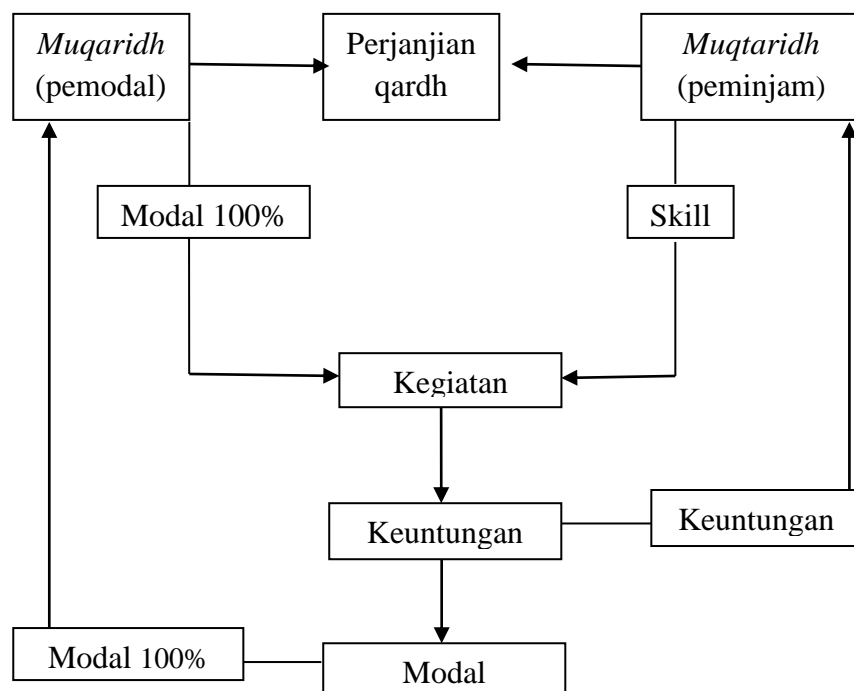 Muqaridh
(pemodal)
Perjanjian
qardh
Muqtaridh
(peminjam)
Modal 100%
Skill
Kegiatan
Keuntungan
Keuntungan
Modal 100%
Modal